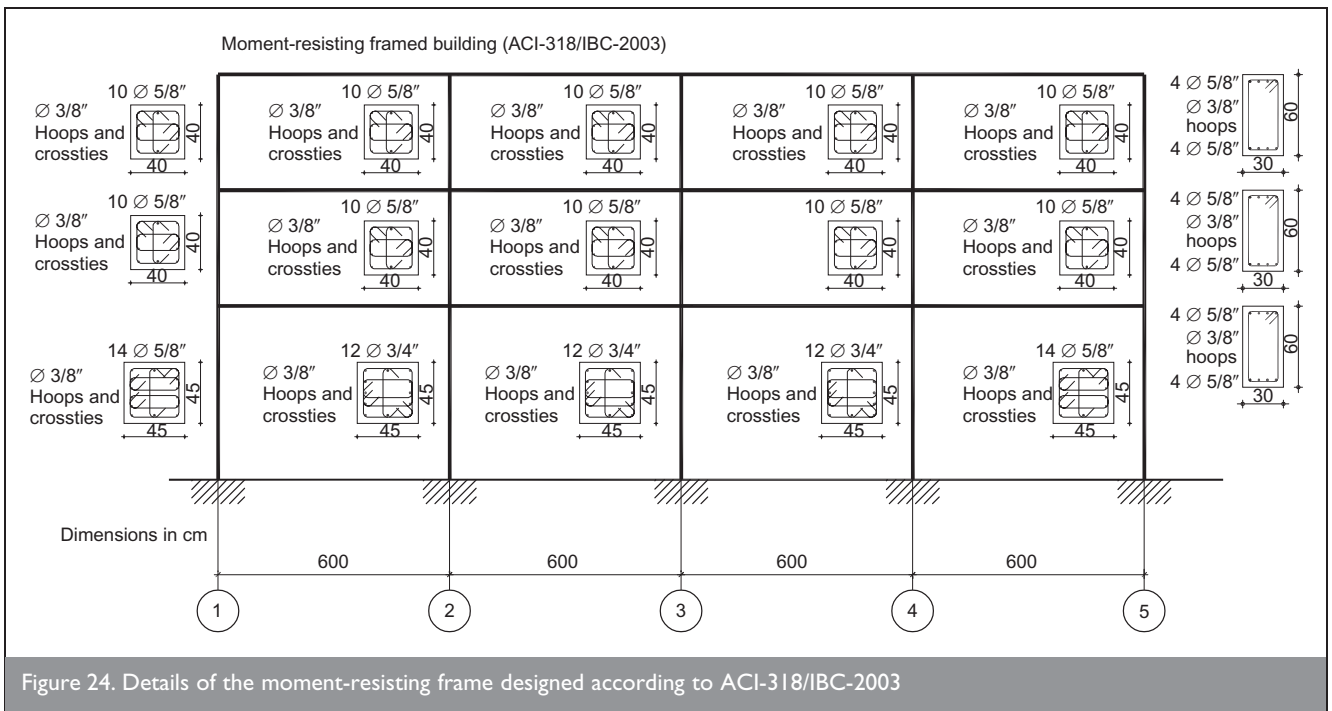 Moment-resisting framed building (ACI-318/IBC-2003)
10 ∅ 5/8″
∅ 3/8″
Hoops and
crossties
40
40
10 ∅ 5/8″
∅ 3/8″
Hoops and
crossties
40
40
10 ∅ 5/8″
∅ 3/8″
Hoops and
crossties
40
40
10 ∅ 5/8″
∅ 3/8″
Hoops and
crossties
40
40
10 ∅ 5/8″
∅ 3/8″
Hoops and
crossties
40
40
4 ∅ 5/8″
∅ 3/8″
hoops
4 ∅ 5/8″
60
30
10 ∅ 5/8″
∅ 3/8″
Hoops and
crossties
40
40
10 ∅ 5/8″
∅ 3/8″
Hoops and
crossties
40
40
10 ∅ 5/8″
∅ 3/8″
Hoops and
crossties
40
40
10 ∅ 5/8″
40
40
10 ∅ 5/8″
∅ 3/8″
Hoops and
crossties
40
40
4 ∅ 5/8″
∅ 3/8″
hoops
4 ∅ 5/8″
60
30
14 ∅ 5/8″
∅ 3/8″
Hoops and
crossties
45
45
12 ∅ 3/4″
∅ 3/8″
Hoops and
crossties
45
45
12 ∅ 3/4″
∅ 3/8″
Hoops and
crossties
45
45
12 ∅ 3/4″
∅ 3/8″
Hoops and
crossties
45
45
14 ∅ 5/8″
∅ 3/8″
Hoops and
crossties
45
45
4 ∅ 5/8″
∅ 3/8″
hoops
4 ∅ 5/8″
60
30
Dimensions in cm
600
600
600
600
1
2
3
4
5
Figure 24. Details of the moment-resisting frame designed according to ACI-318/IBC-2003